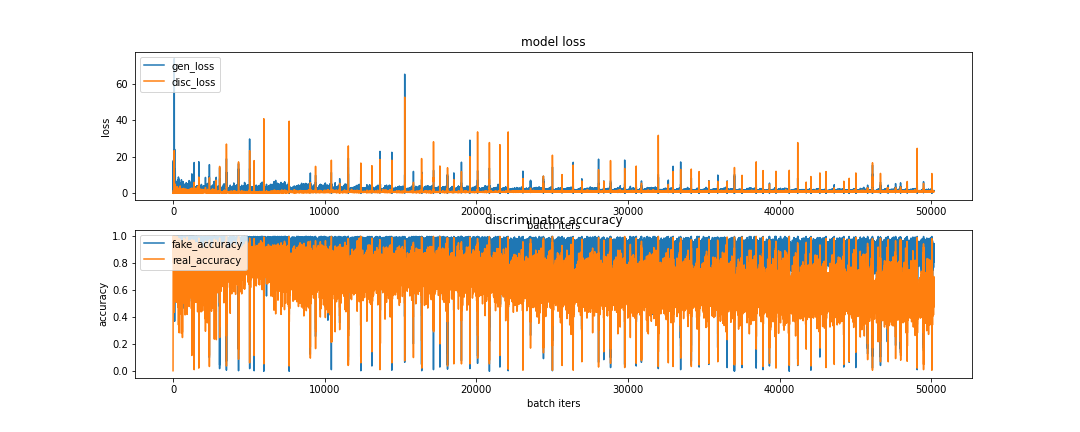 model loss
gen_loss
disc_loss
60
40
20
0
loss
0 10000 20000 30000 40000 50000
batch iters
discriminator accuracy
fake_accuracy
real_accuracy
1.0
0.8
0.6
0.4
0.2
0.0
accuracy
0 10000 20000 30000 40000 50000
batch iters